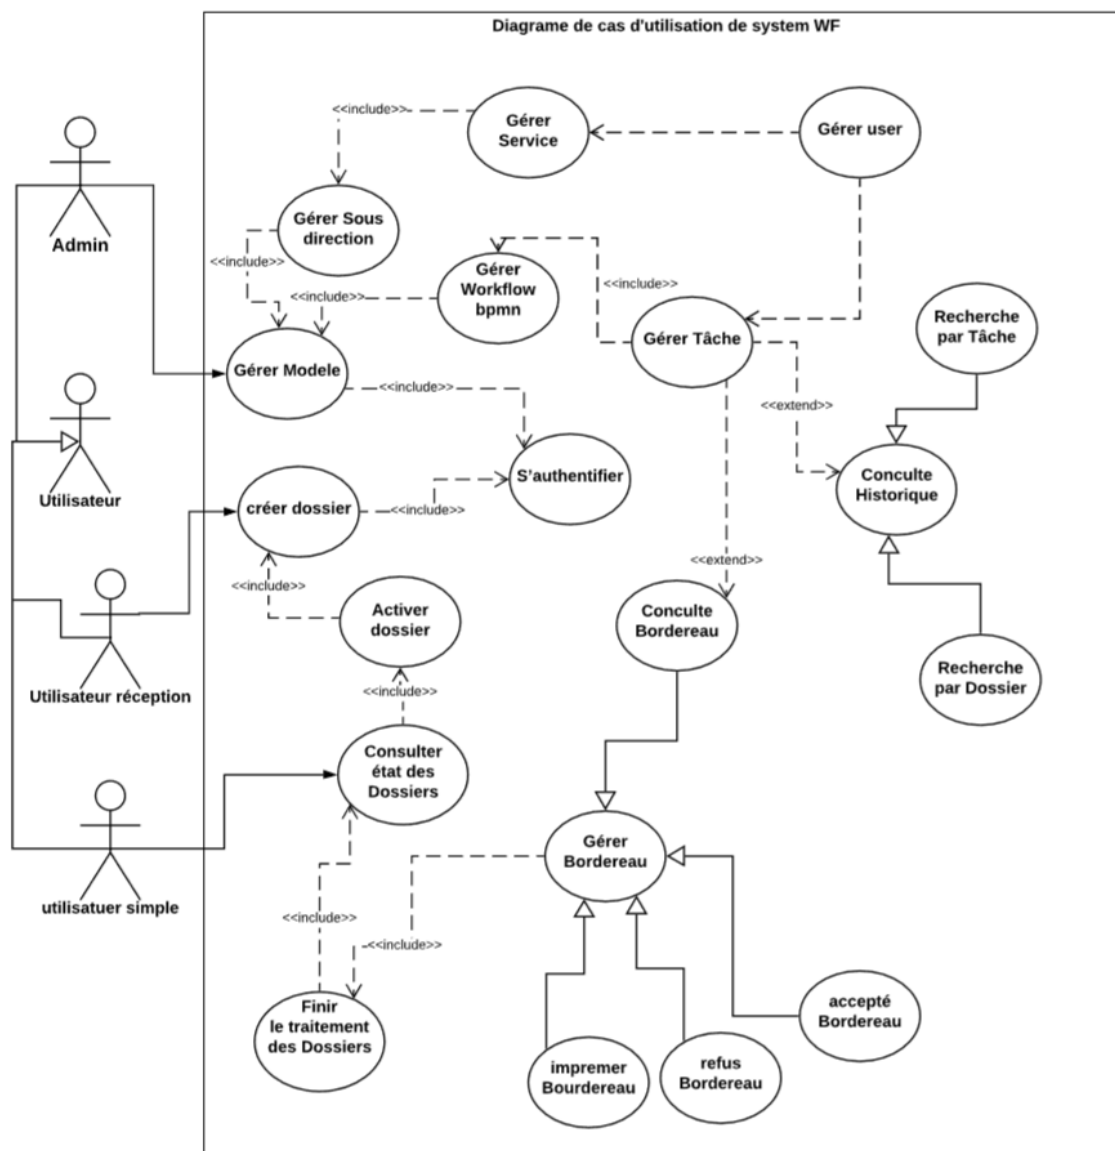 Diagrame de cas d'utilisation de system WF
<<include>>
Gérer
Service
Gérer user
Admin
Gérer Sous
direction
<<include>>
Gérer
Workflow
bpmn
<<include>>
<<include>>
Gérer Tâche
Recherche
par Tâche
Gérer Modele
<<include>>
<<extend>>
Utilisateur
S'authentifier
Conculte
Historique
créer dossier
<<include>>
<<include>>
<<extend>>
Activer
dossier
Conculte
Bordereau
Utilisateur réception
<<include>>
Recherche
par Dossier
Consulter
état des
Dossiers
utilisatuer simple
Gérer
Bordereau
<<include>>
<<include>>
Finir
le traitement
des Dossiers
accepté
Bordereau
impremer
Bourdereau
refus
Bordereau